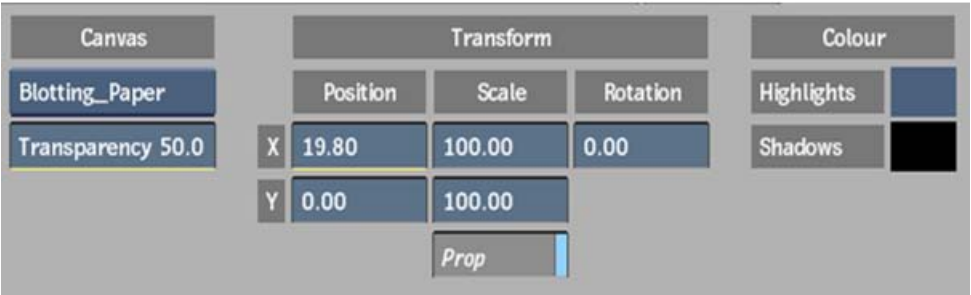 Canvas Transform Colour
Blotting_Paper Position Scale Rotation Highlights
Transparency 50.0 X 19.80 100.00 0.00 Shadows
Y 0.00 100.00
Prop